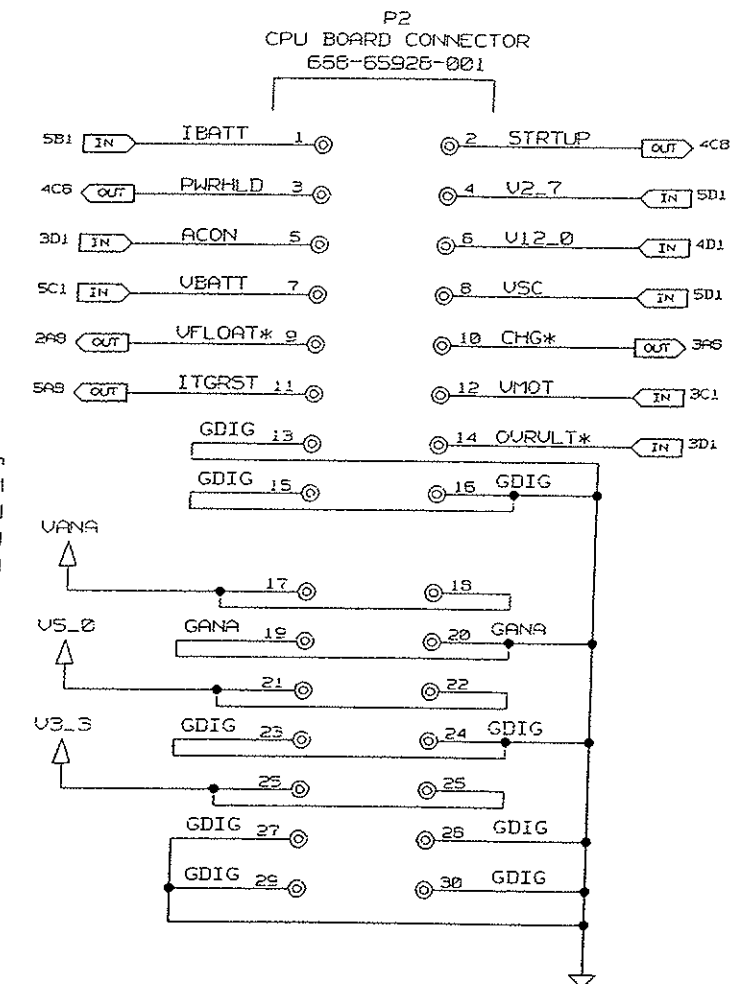 P2
CPU BOARD CONNECTOR
658-65928-001
5B1 IN IBATT 1 2 STRTUP OUT 4C8
4C6 OUT PWRHLD 3 4 V2_7 IN 5D1
3D1 IN ACON 5 6 V12_0 IN 4D1
5C1 IN VBATT 7 8 VSC IN 5D1
2A8 OUT VFLOAT* 9 10 CHG* OUT 3A8
5A8 OUT ITGRST 11 12 VMOT IN 3C1
GDIG 13 14 OVRVLT* IN 3D1
GDIG 15 16 GDIG
VANA
17 18
V5_0 GANA 19 20 GANA
21 22
V3_3 GDIG 23 24 GDIG
25 26
GDIG 27 28 GDIG
GDIG 29 30 GDIG